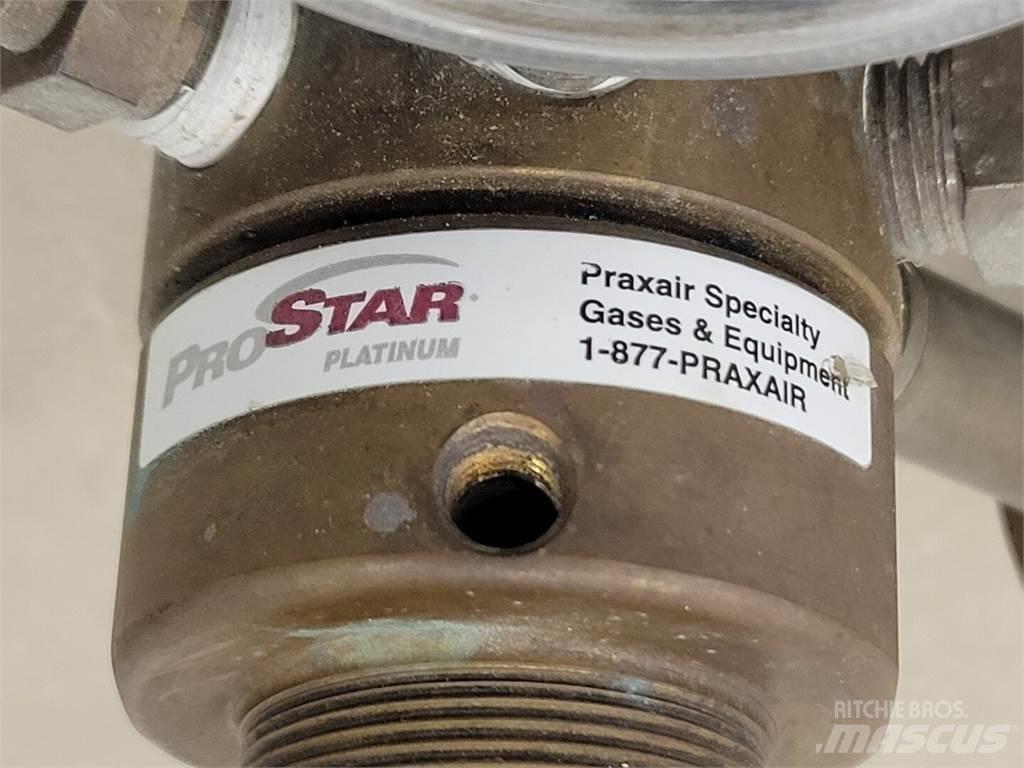 PROSTAR
PLATINUM
Praxair Specialty
Gases & Equipment
1-877-PRAXAIR
RITCHIE BROS.
MASCUS